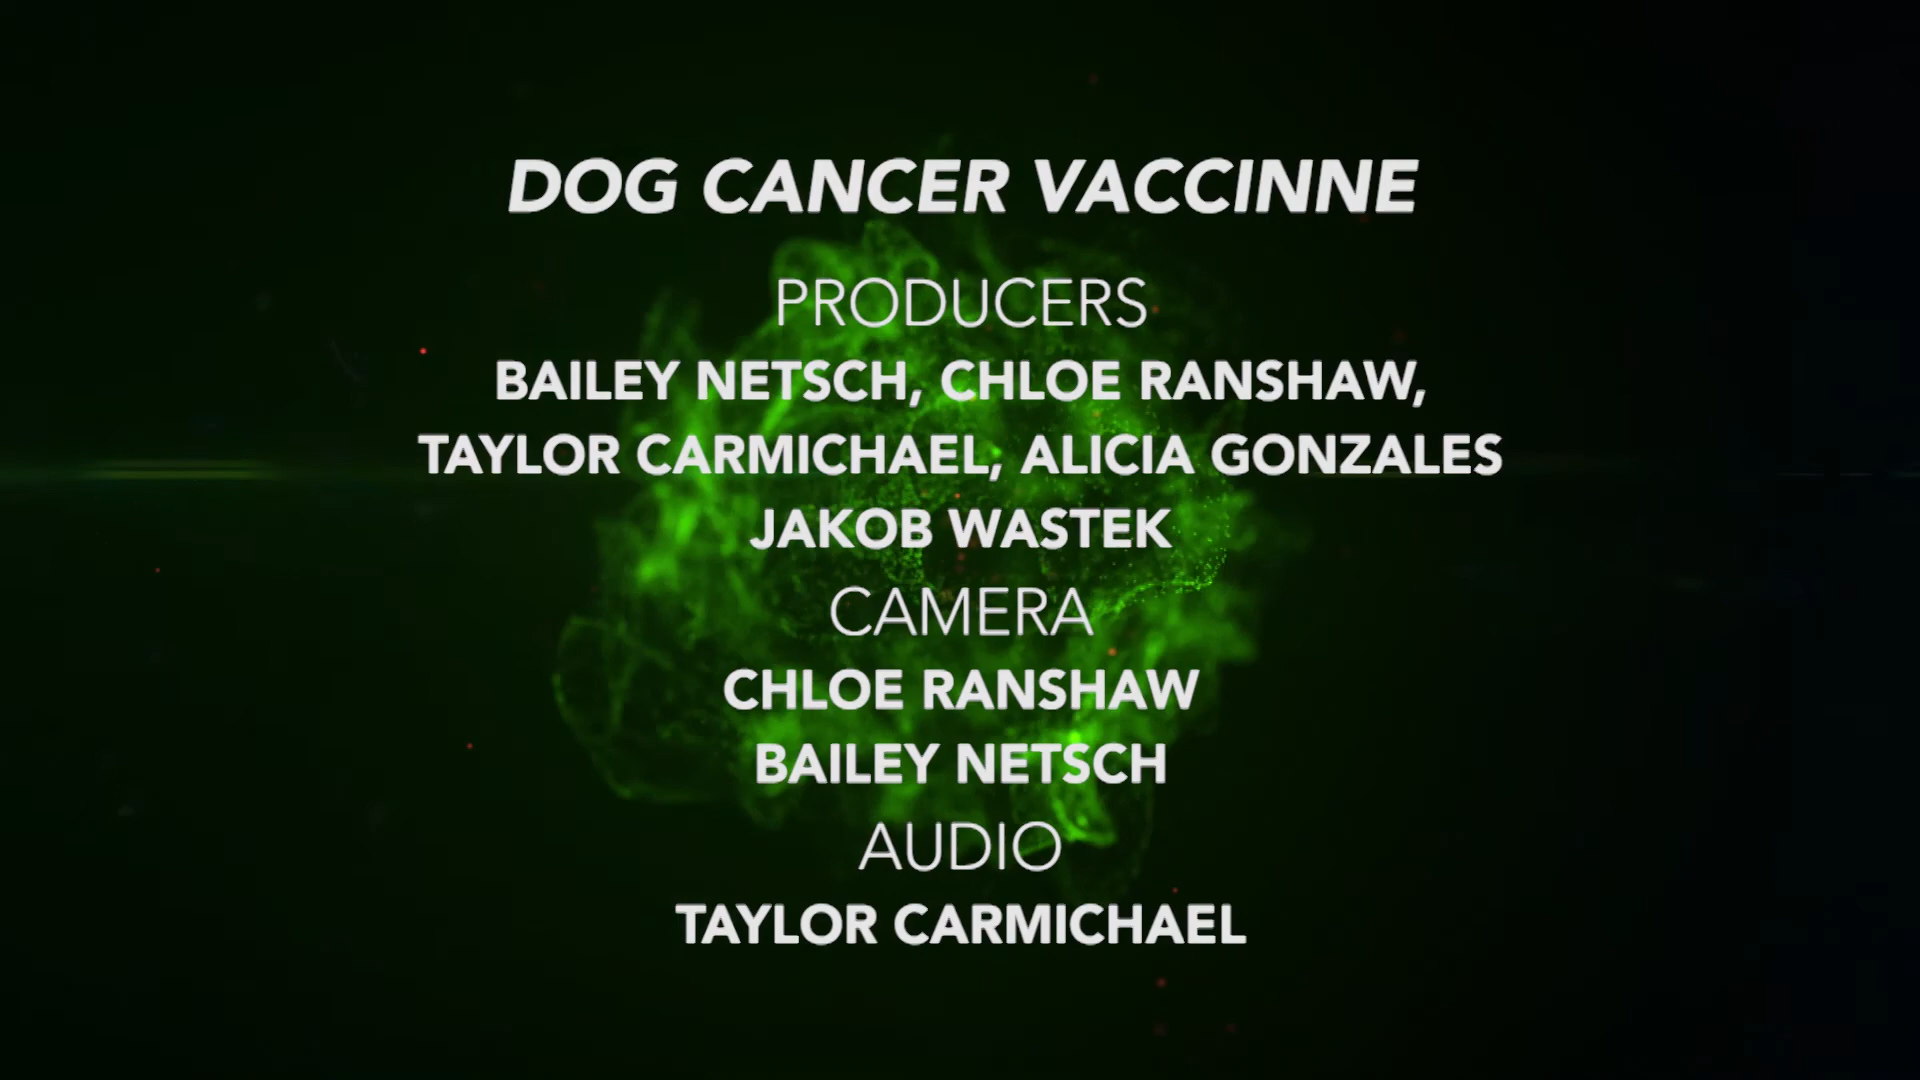 DOG CANCER VACCINNE
PRODUCERS
BAILEY NETSCH, CHLOE RANSHAW,
TAYLOR CARMICHAEL, ALICIA GONZALES
JAKOB WASTEK
CAMERA
CHLOE RANSHAW
BAILEY NETSCH
AUDIO
TAYLOR CARMICHAEL